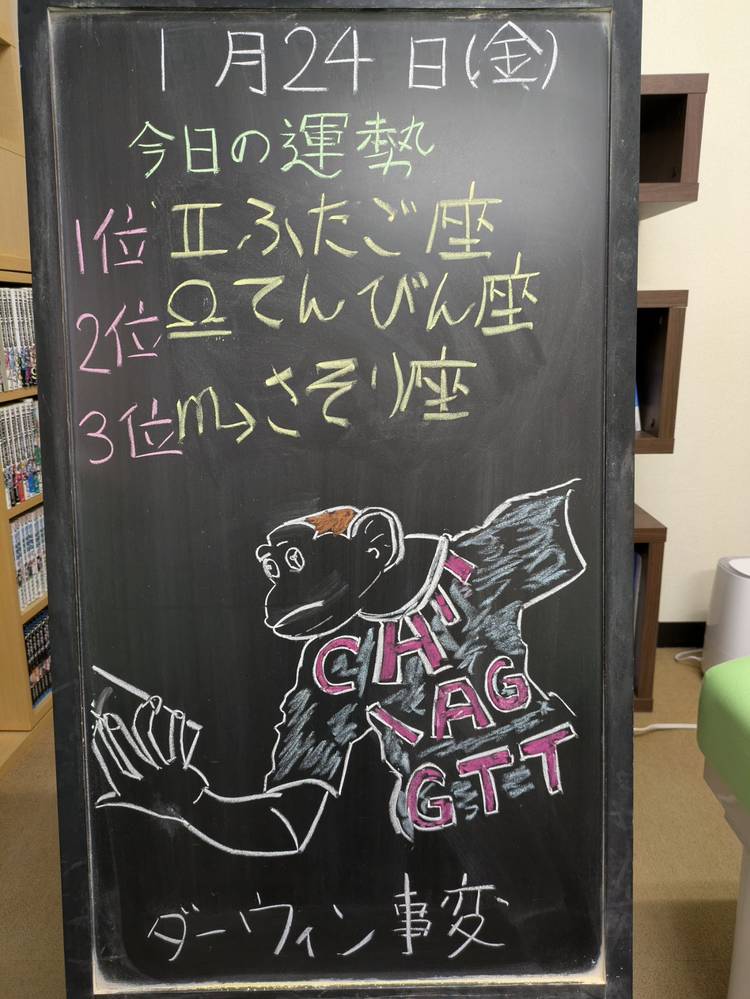 1月24日(金)
今日の運勢
1位 ♊ふたご座
2位 ♎てんびん座
3位 ♏さそり座
CHI
AG
GTT
ダーウィン事変